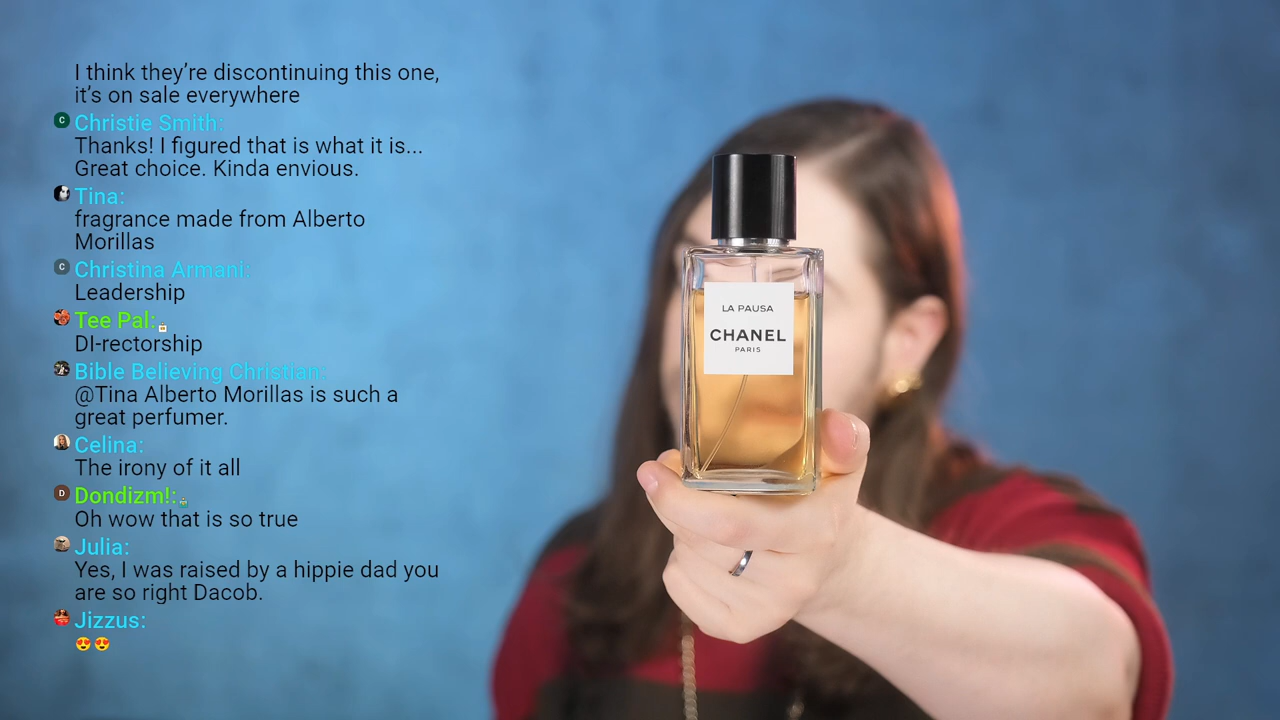 I think they’re discontinuing this one,
it’s on sale everywhere
C Christie Smith:
Thanks! I figured that is what it is...
Great choice. Kinda envious.
Tina:
fragrance made from Alberto
Morillas
C Christina Armani:
Leadership
Tee Pal:
DI-rectorship
Bible Believing Christian:
@Tina Alberto Morillas is such a
great perfumer.
Celina:
The irony of it all
D Dondizm!:
Oh wow that is so true
Julia:
Yes, I was raised by a hippie dad you
are so right Dacob.
Jizzus:
😍😍
LA PAUSA
CHANEL
PARIS